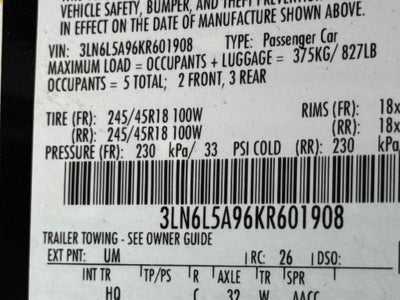 VEHICLE SAFETY, BUMPER, AND THEFT PREVENTION
IN EFFECT ON THE DATE OF MANUFACTURE SHOWN ABOVE.
VIN: 3LN6L5A96KR601908 TYPE: Passenger Car
MAXIMUM LOAD = OCCUPANTS + LUGGAGE = 375KG/ 827LB
OCCUPANTS = 5 TOTAL; 2 FRONT, 3 REAR
TIRE (FR): 245/45R18 100W RIMS (FR): 18x
(RR): 245/45R18 100W (RR): 18x
PRESSURE (FR): 230 kPa/ 33 PSI COLD (RR): 230 kPa/
3LN6L5A96KR601908
TRAILER TOWING - SEE OWNER GUIDE
EXT PNT: UM RC: 26 DSO:
INT TR TP/PS R AXLE TR SPR
HQ C 32 W AACC